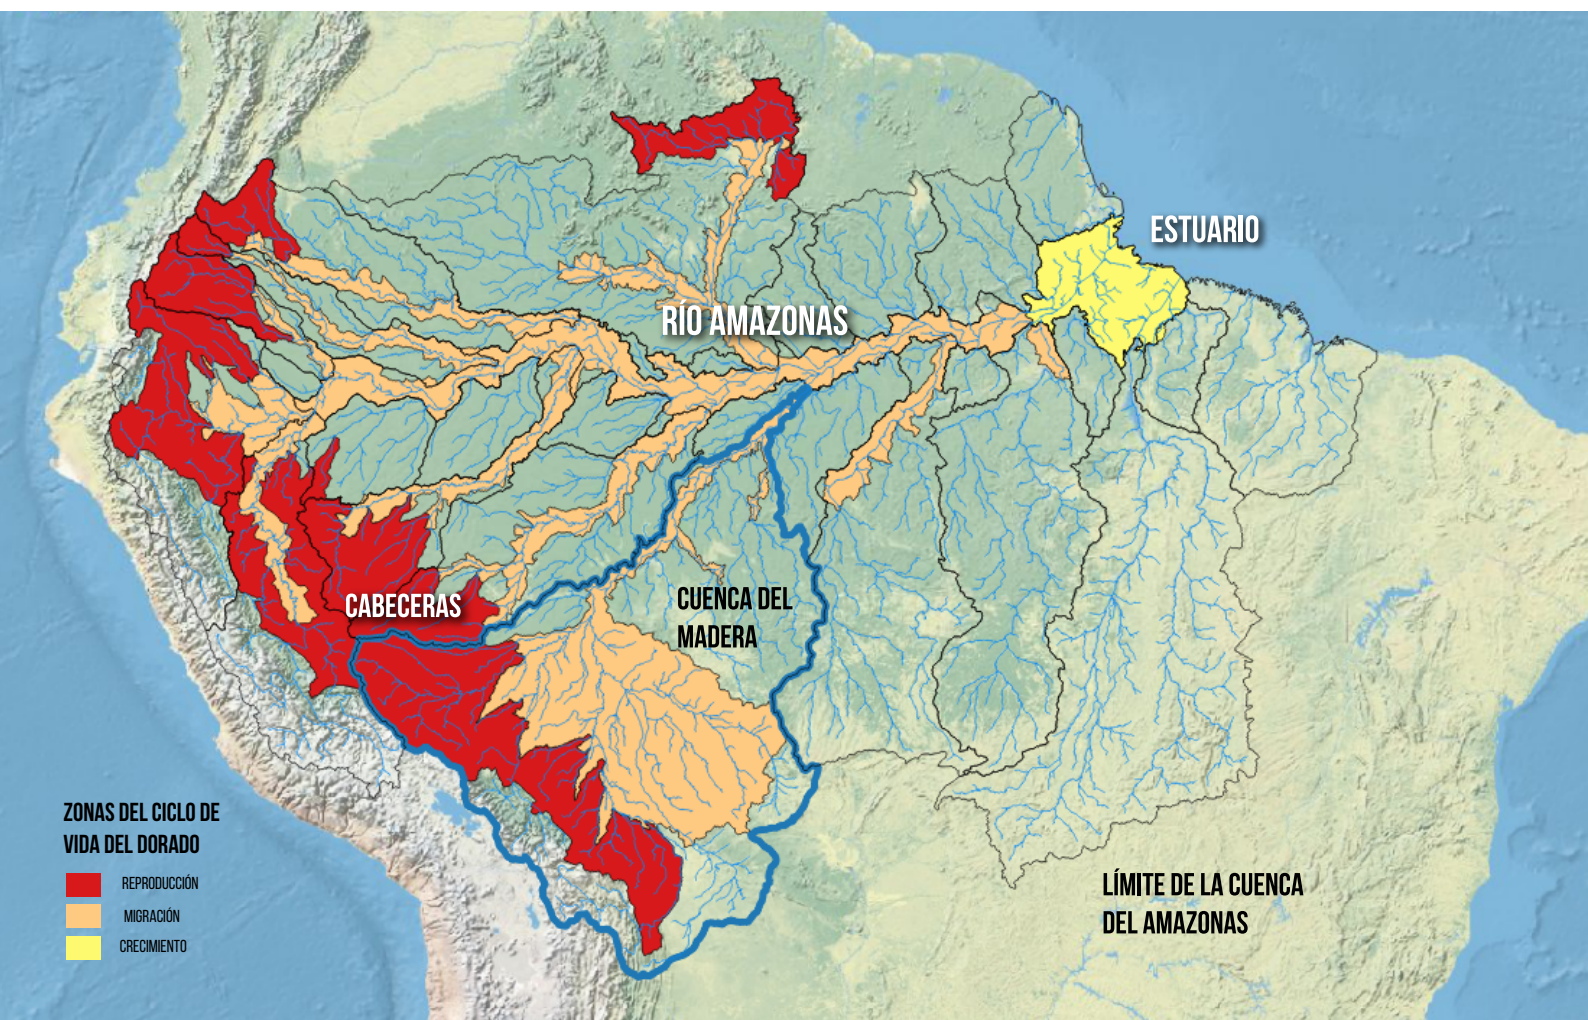 ESTUARIO
RÍO AMAZONAS
CABECERAS
CUENCA DEL
MADERA
ZONAS DEL CICLO DE
VIDA DEL DORADO
REPRODUCCIÓN
MIGRACIÓN
CRECIMIENTO
LÍMITE DE LA CUENCA
DEL AMAZONAS